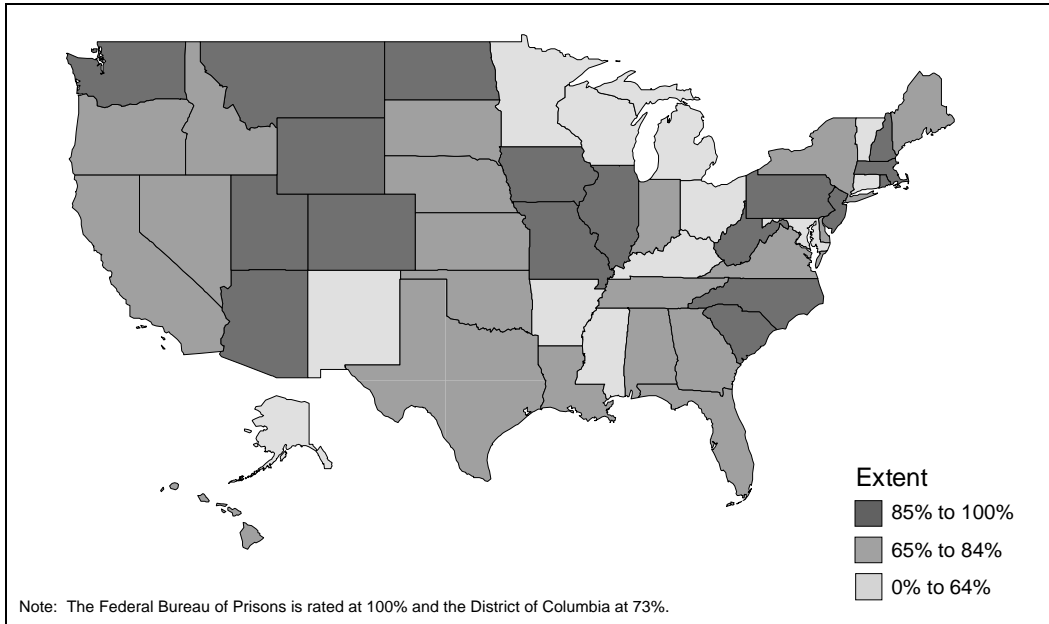 Extent
85% to 100%
65% to 84%
0% to 64%
Note: The Federal Bureau of Prisons is rated at 100% and the District of Columbia at 73%.